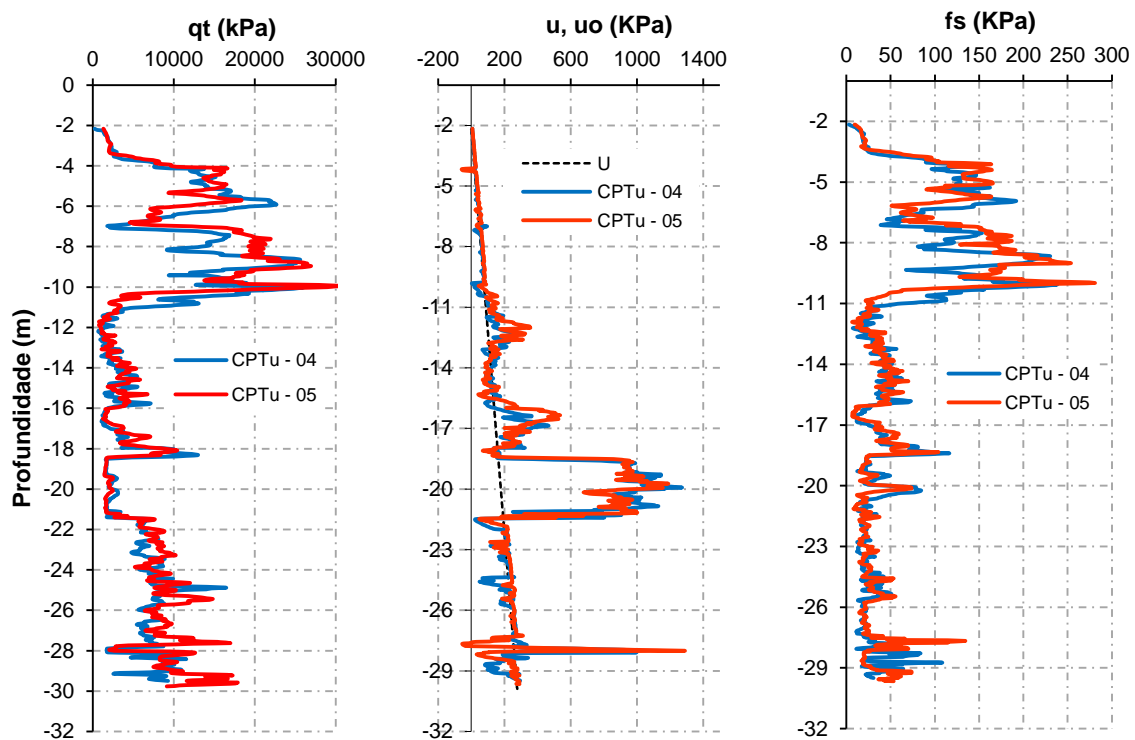 qt (kPa)
0 10000 20000 30000
0
-2
-4
-6
-8
-10
-12
-14
-16
-18
-20
-22
-24
-26
-28
-30
-32
Profundidade (m)
CPTu - 04
CPTu - 05
u, uo (KPa)
-200 200 600 1000 1400
-2
-5
-8
-11
-14
-17
-20
-23
-26
-29
-32
U
CPTu - 04
CPTu - 05
fs (KPa)
0 50 100 150 200 250 300
-2
-5
-8
-11
-14
-17
-20
-23
-26
-29
-32
CPTu - 04
CPTu - 05